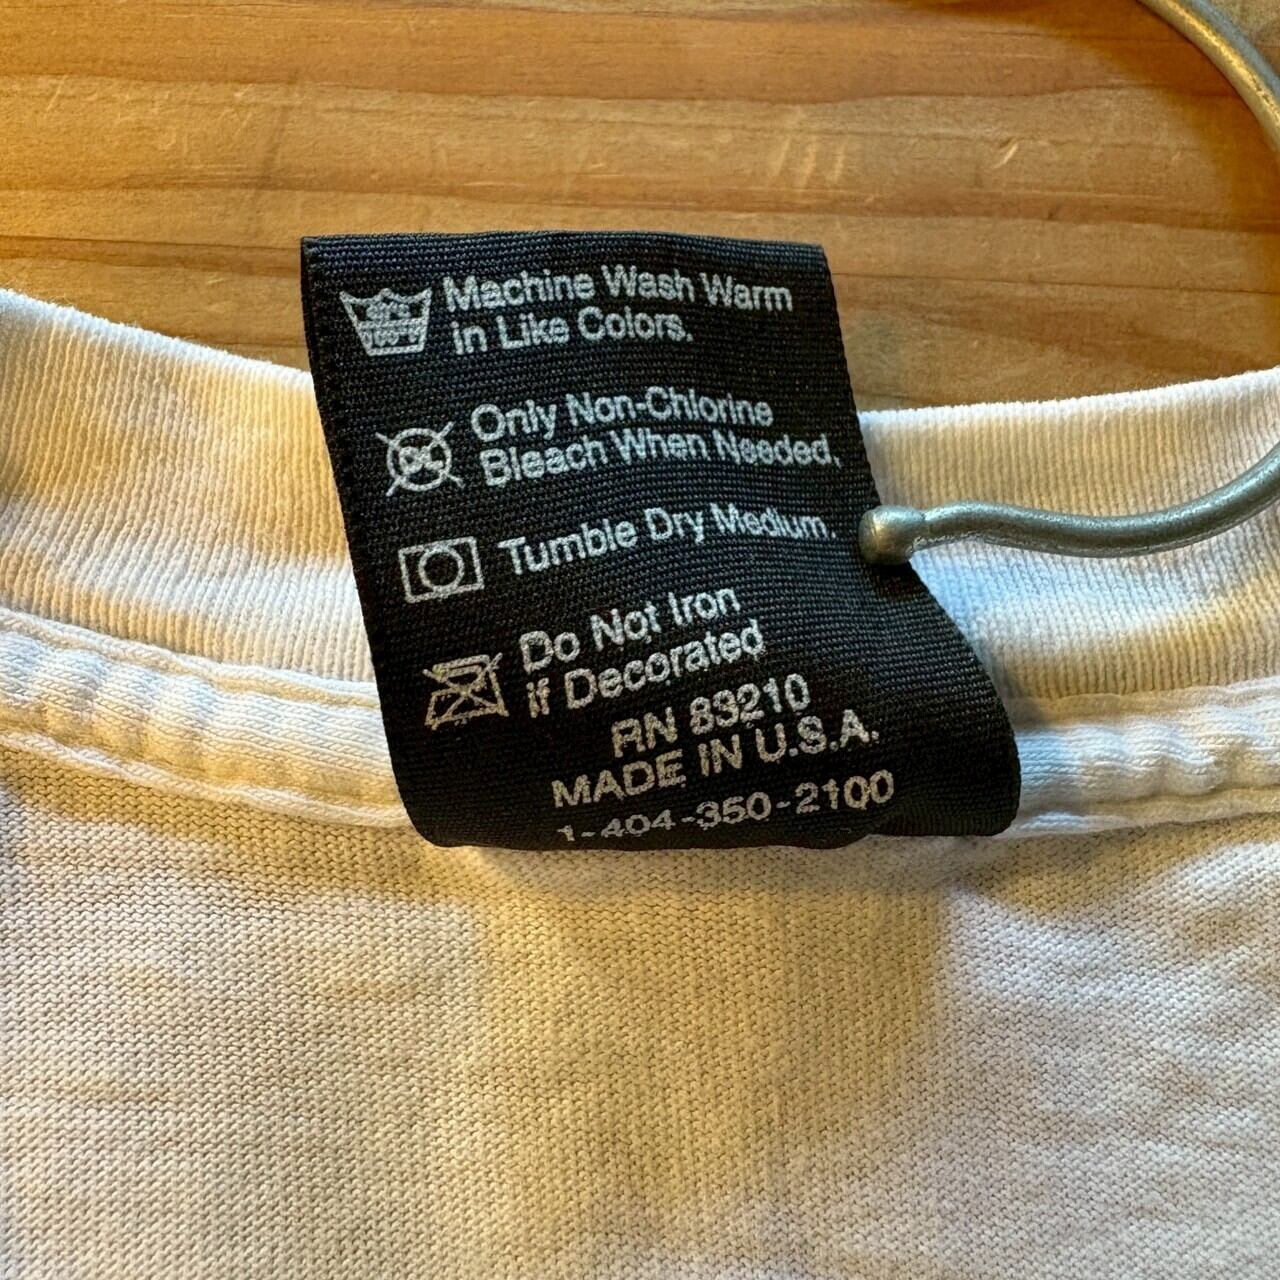 Machine Wash Warm
in Like Colors.
Only Non-Chlorine
Bleach When Needed.
Tumble Dry Medium.
Do Not Iron
if Decorated
RN 83210
MADE IN U.S.A.
1-404-350-2100